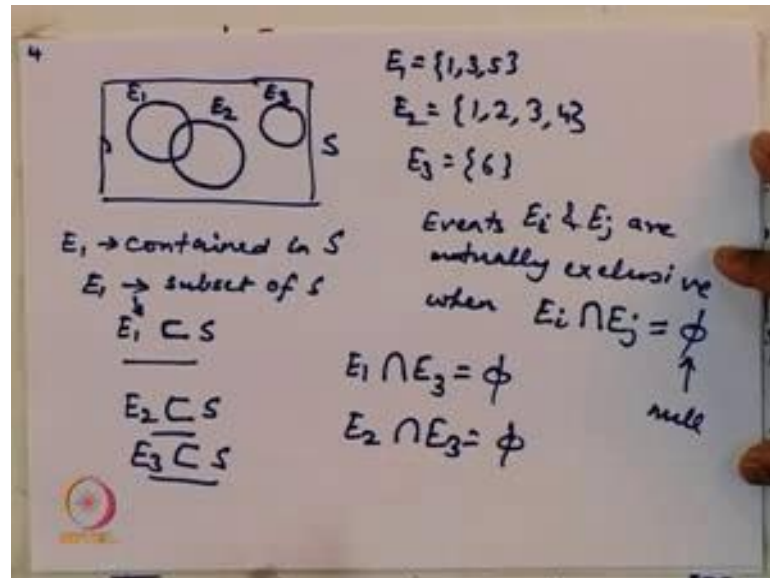 4
E₁ E₂ E₃
S
E₁ → contained in S
E₁ → subset of S
E₁ ⊂ S
E₂ ⊂ S
E₃ ⊂ S
E₁ = {1,3,5}
E₂ = {1, 2, 3, 4}
E₃ = {6}
Events Ei & Ej are
mutually exclusive
when Ei ∩ Ej = ϕ
null
E₁ ∩ E₃ = ϕ
E₂ ∩ E₃ = ϕ